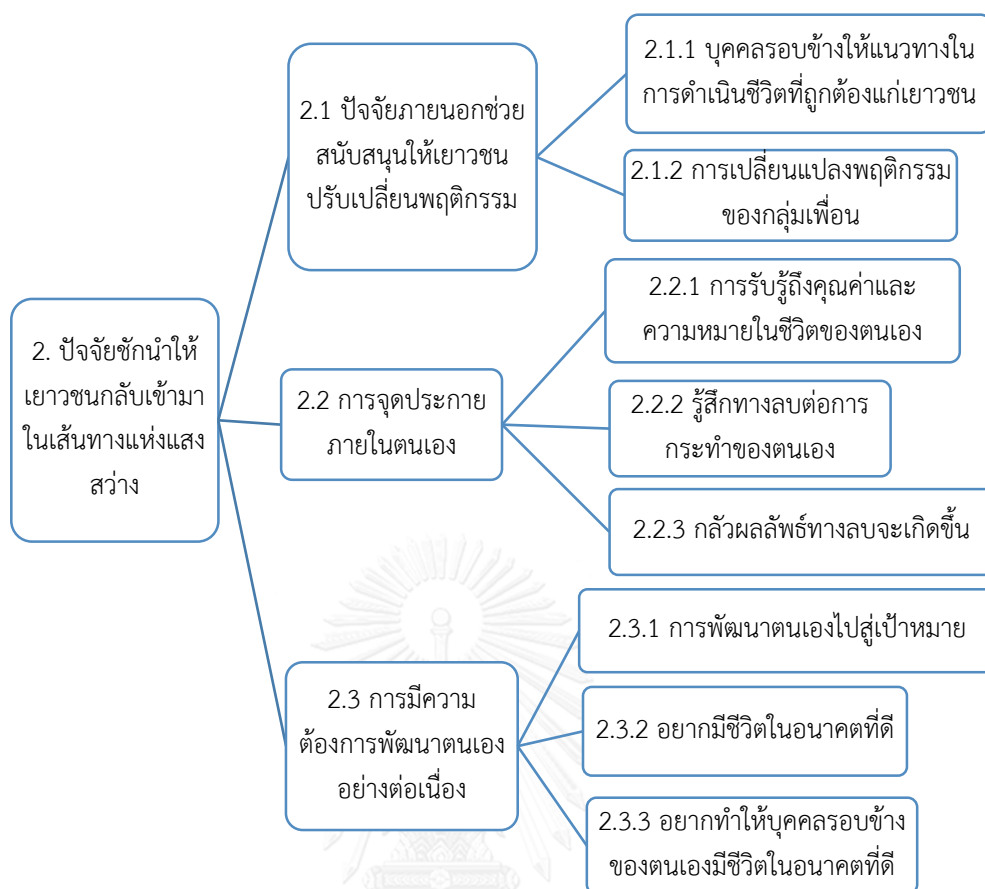 2. ปัจจัยชักนำให้
เยาวชนกลับเข้ามา
ในเส้นทางแห่งแสง
สว่าง
2.1 ปัจจัยภายนอกช่วย
สนับสนุนให้เยาวชน
ปรับเปลี่ยนพฤติกรรม
2.1.1 บุคคลรอบข้างให้แนวทางใน
การดำเนินชีวิตที่ถูกต้องแก่เยาวชน
2.1.2 การเปลี่ยนแปลงพฤติกรรม
ของกลุ่มเพื่อน
2.2 การจุดประกาย
ภายในตนเอง
2.2.1 การรับรู้ถึงคุณค่าและ
ความหมายในชีวิตของตนเอง
2.2.2 รู้สึกทางลบต่อการ
กระทำของตนเอง
2.2.3 กลัวผลลัพธ์ทางลบจะเกิดขึ้น
2.3 การมีความ
ต้องการพัฒนาตนเอง
อย่างต่อเนื่อง
2.3.1 การพัฒนาตนเองไปสู่เป้าหมาย
2.3.2 อยากมีชีวิตในอนาคตที่ดี
2.3.3 อยากทำให้บุคคลรอบข้าง
ของตนเองมีชีวิตในอนาคตที่ดี